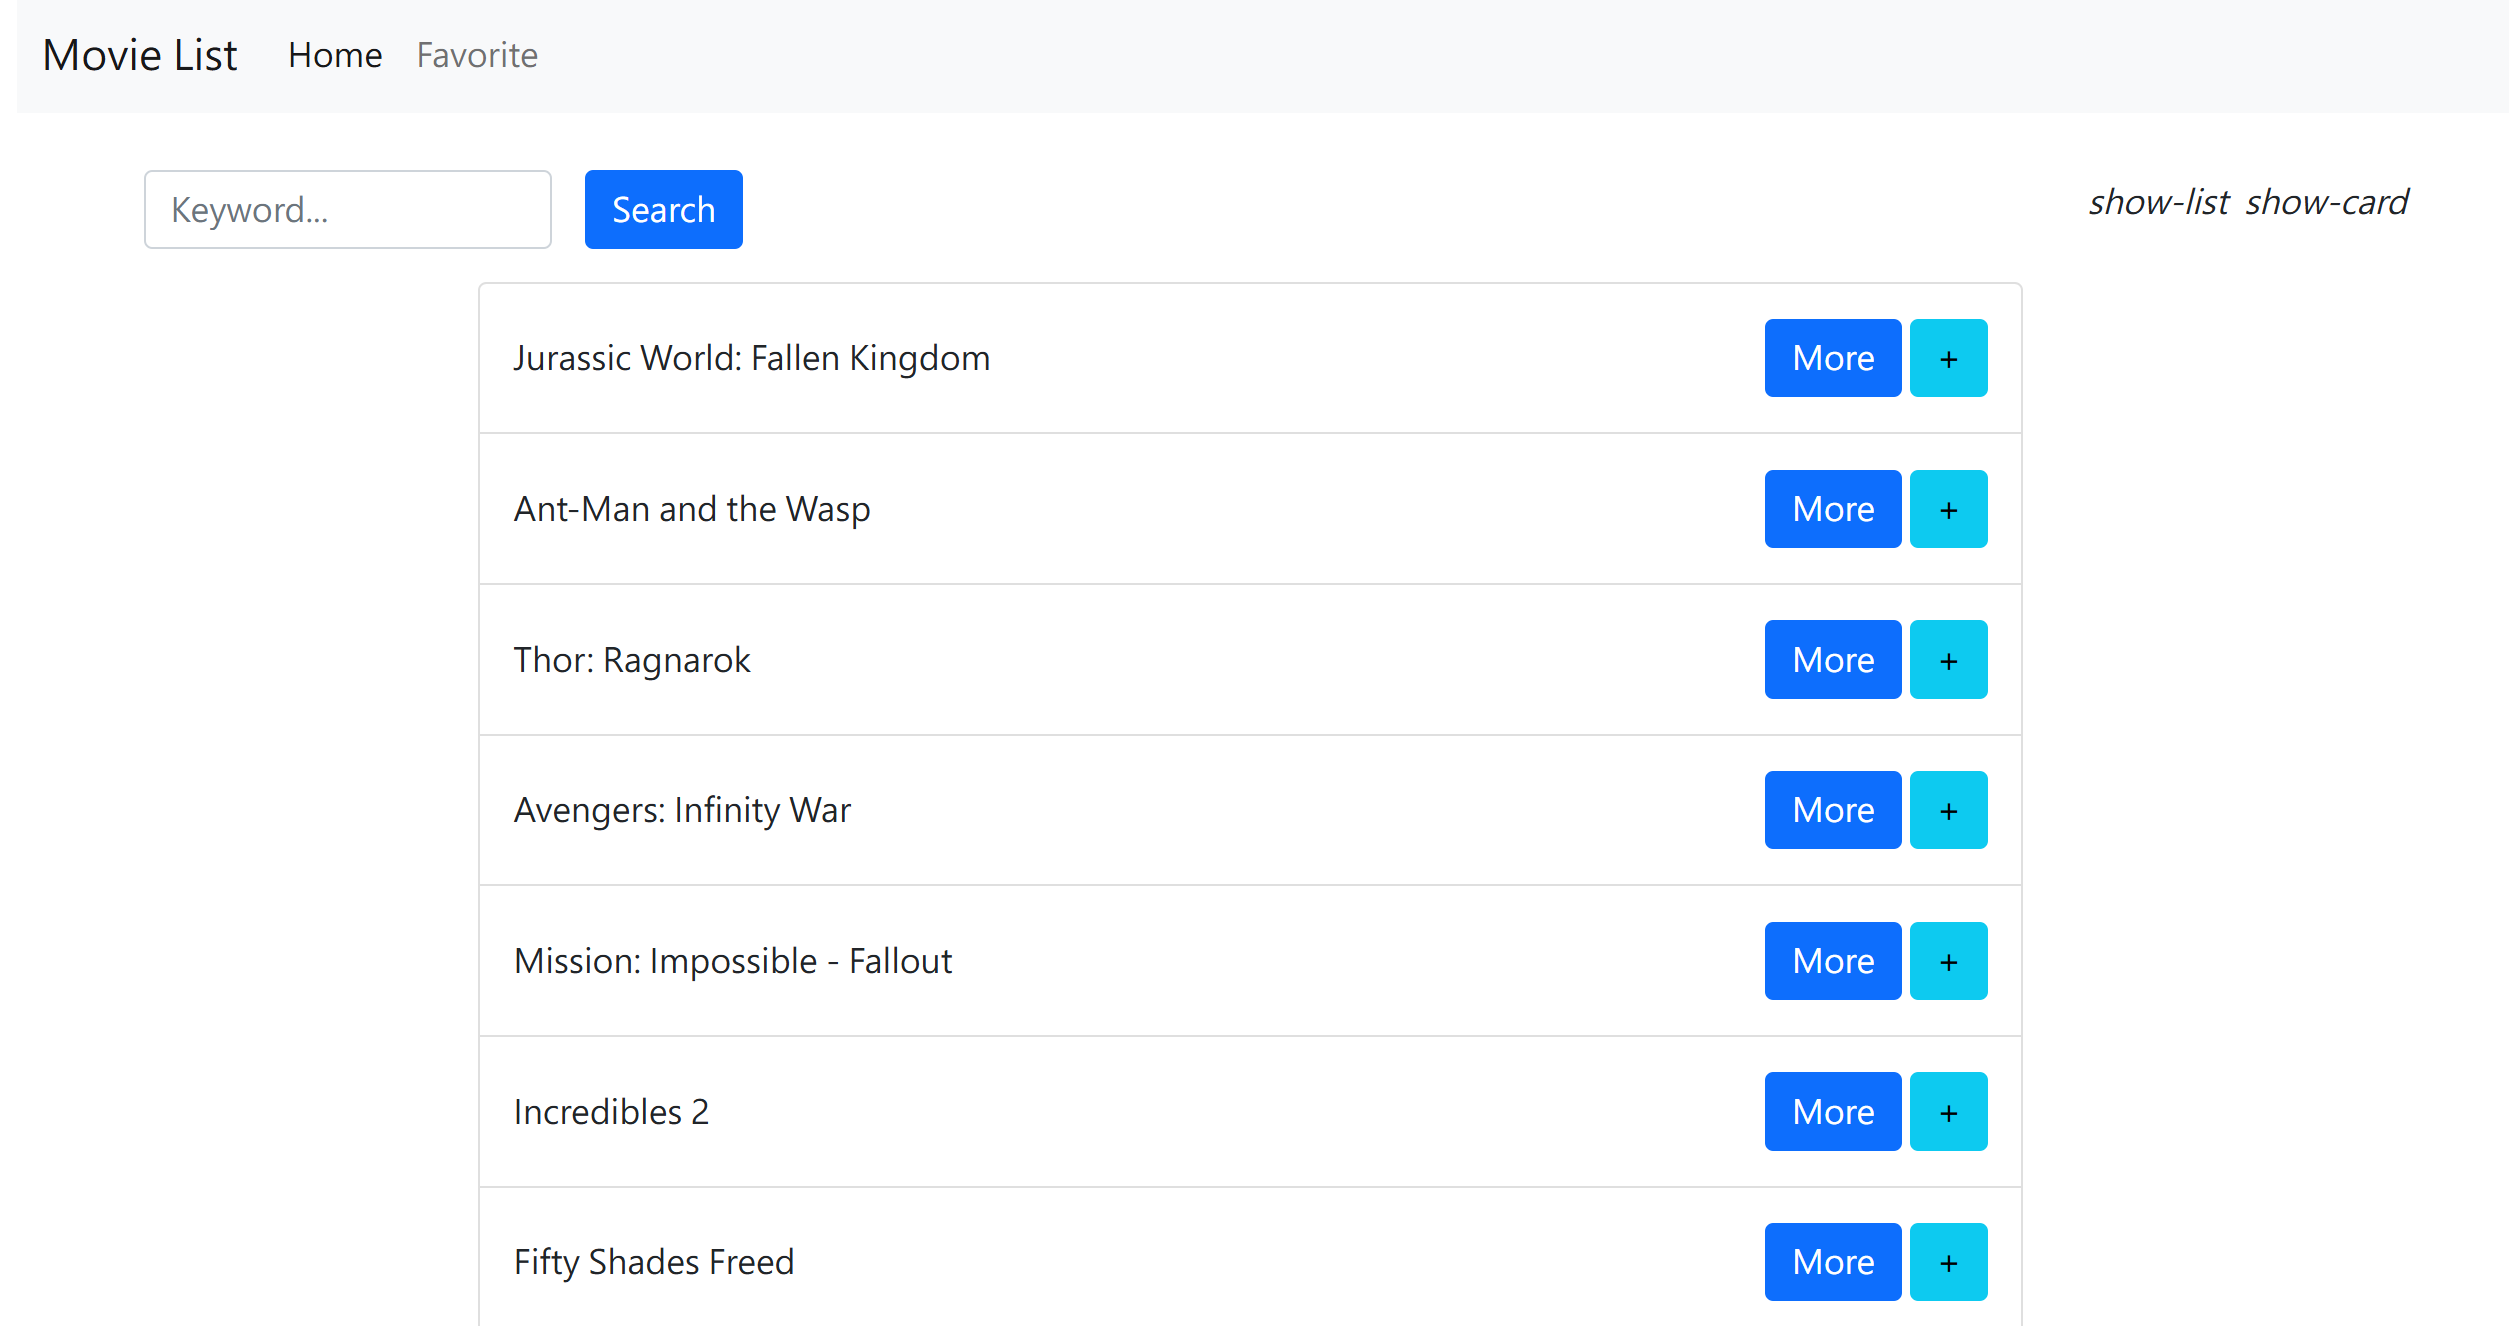 Movie List Home Favorite
Keyword... Search show-list show-card
Jurassic World: Fallen Kingdom More +
Ant-Man and the Wasp More +
Thor: Ragnarok More +
Avengers: Infinity War More +
Mission: Impossible - Fallout More +
Incredibles 2 More +
Fifty Shades Freed More +